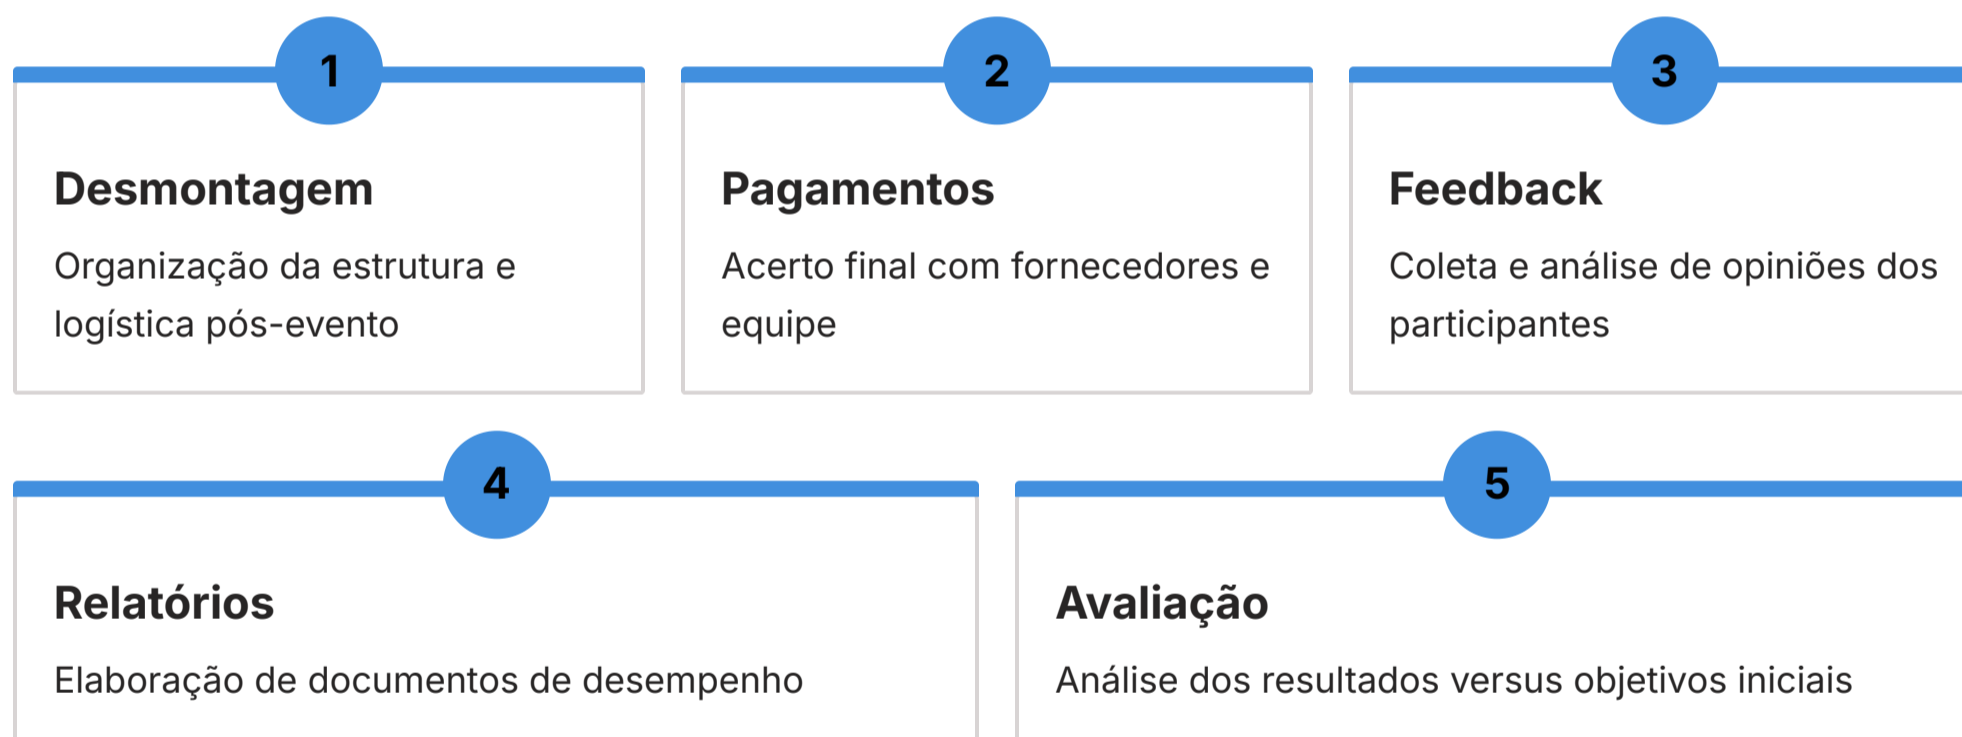 1
Desmontagem
Organização da estrutura e
logística pós-evento
2
Pagamentos
Acerto final com fornecedores e
equipe
3
Feedback
Coleta e análise de opiniões dos
participantes
4
Relatórios
Elaboração de documentos de desempenho
5
Avaliação
Análise dos resultados versus objetivos iniciais